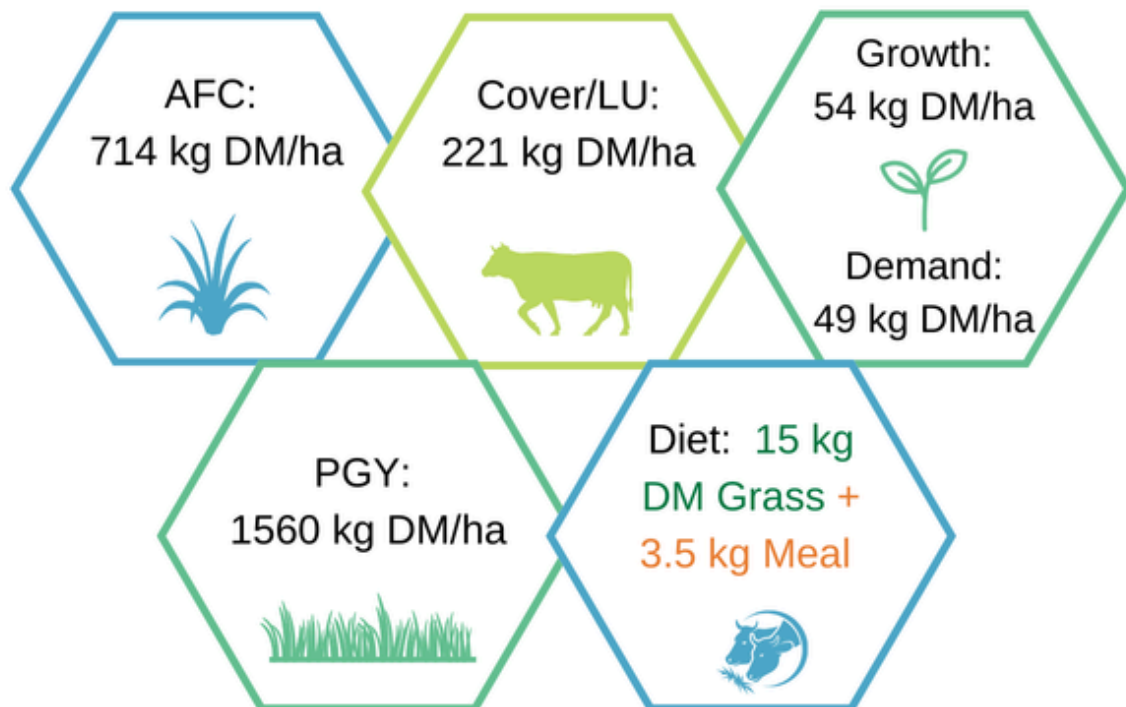 AFC:
714 kg DM/ha
Cover/LU:
221 kg DM/ha
Growth:
54 kg DM/ha
Demand:
49 kg DM/ha
PGY:
1560 kg DM/ha
Diet: 15 kg
DM Grass +
3.5 kg Meal